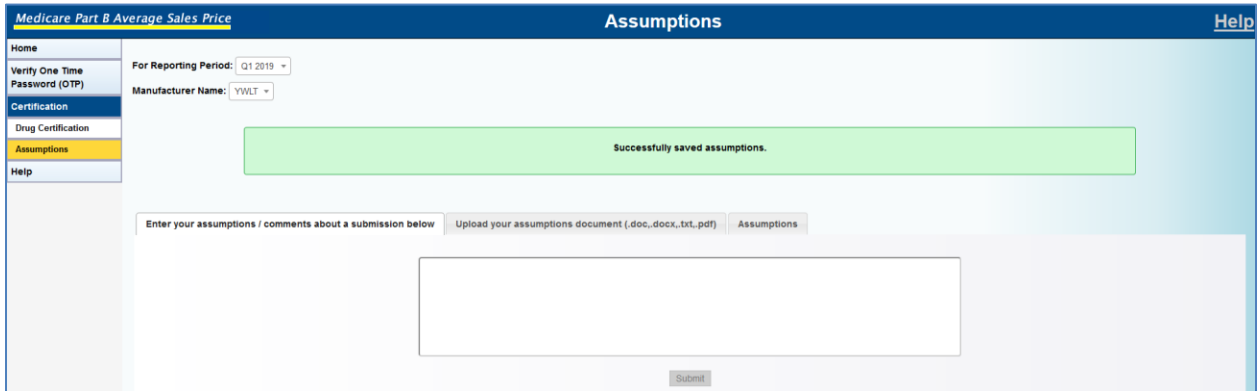 Medicare Part B Average Sales Price
Assumptions
Help
Home
Verify One Time
Password (OTP)
Certification
Drug Certification
Assumptions
Help
For Reporting Period: Q1 2019
Manufacturer Name: YWLT
Successfully saved assumptions.
Enter your assumptions / comments about a submission below
Upload your assumptions document (.doc,.docx,.txt,.pdf)
Assumptions
Submit